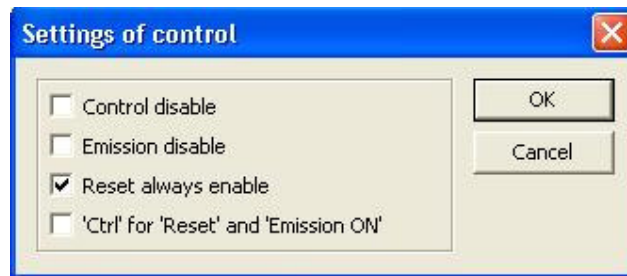 Settings of control
Control disable
OK
Emission disable
Cancel
Reset always enable
'Ctrl' for 'Reset' and 'Emission ON'